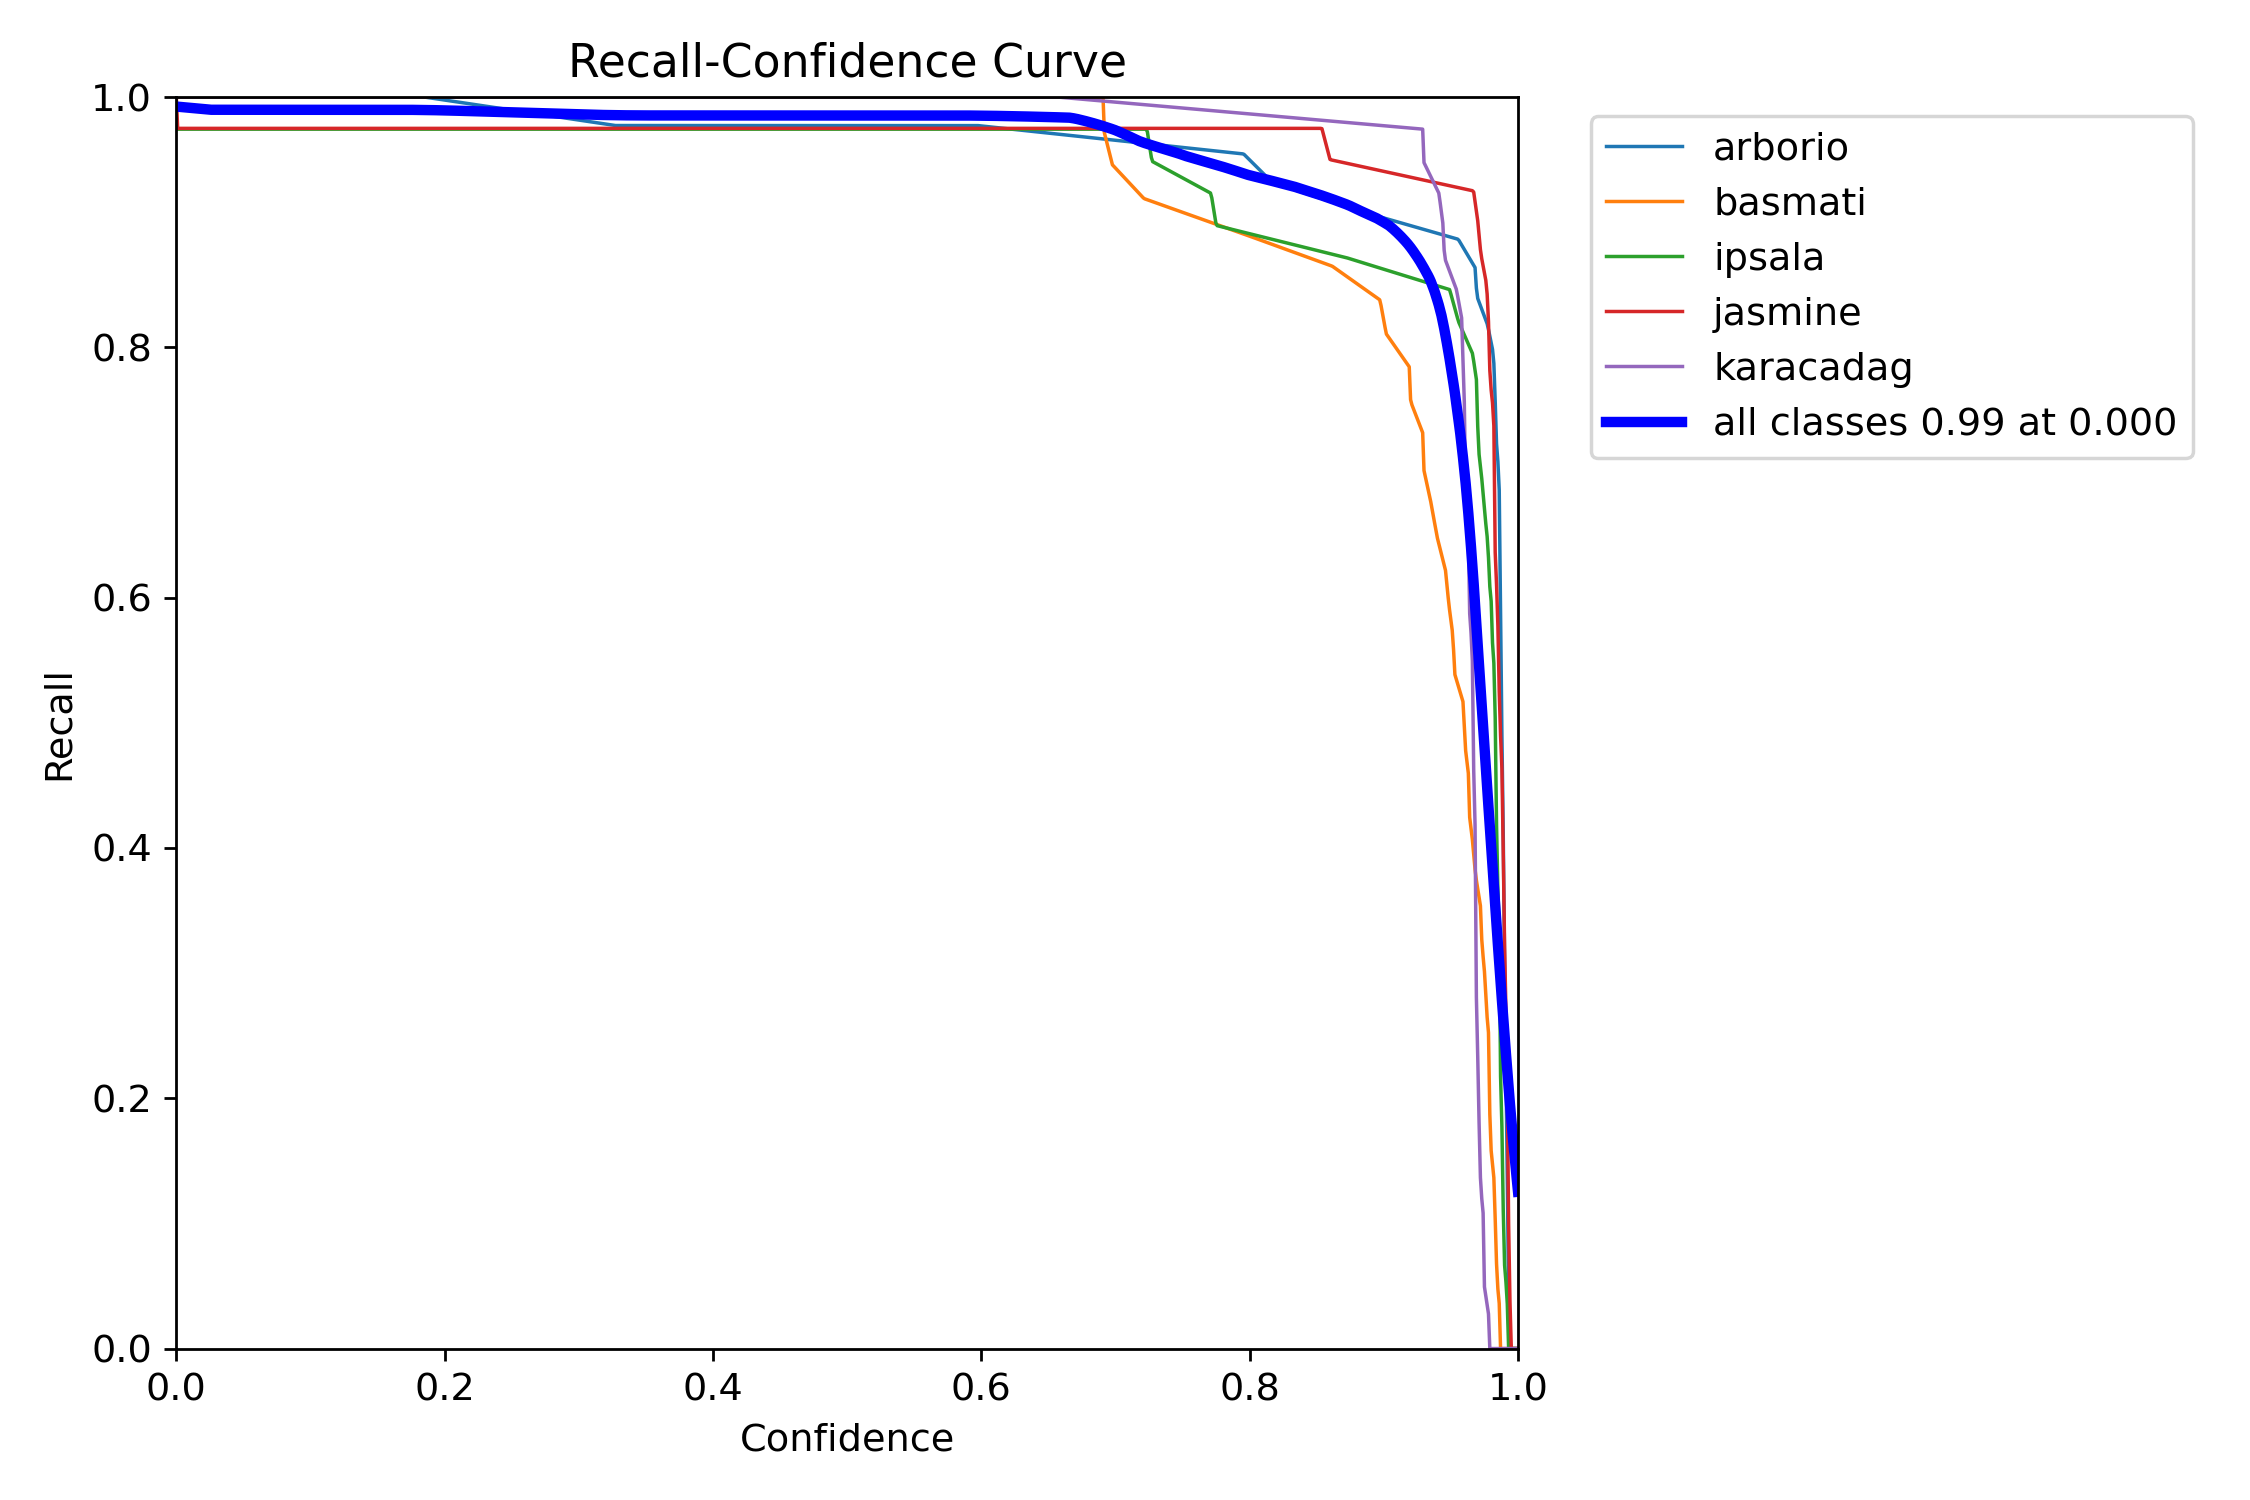 Recall-Confidence Curve
1.0
0.8
0.6
0.4
0.2
0.0
Recall
0.0 0.2 0.4 0.6 0.8 1.0
Confidence
arborio
basmati
ipsala
jasmine
karacadag
all classes 0.99 at 0.000